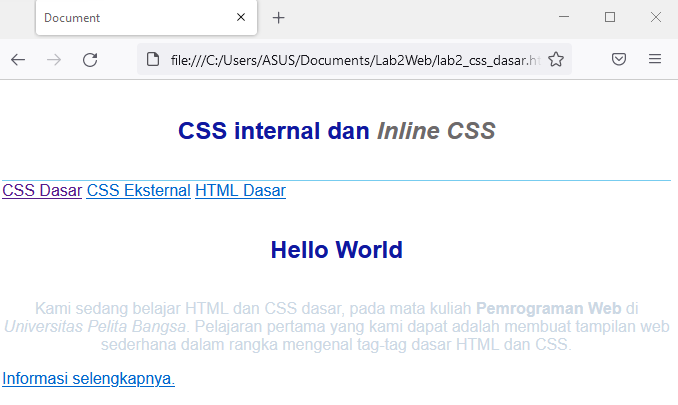 Document
file:///C:/Users/ASUS/Documents/Lab2Web/lab2_css_dasar.ht
CSS internal dan Inline CSS
CSS Dasar CSS Eksternal HTML Dasar
Hello World
Kami sedang belajar HTML dan CSS dasar, pada mata kuliah Pemrograman Web di
Universitas Pelita Bangsa. Pelajaran pertama yang kami dapat adalah membuat tampilan web
sederhana dalam rangka mengenal tag-tag dasar HTML dan CSS.
Informasi selengkapnya.